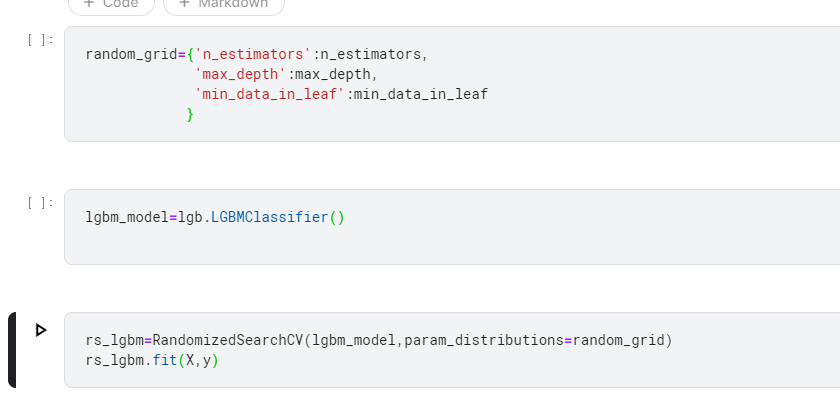 + Code + Markdown
[ ]: random_grid={'n_estimators':n_estimators,
'max_depth':max_depth,
'min_data_in_leaf':min_data_in_leaf
}
[ ]: lgbm_model=lgb.LGBMClassifier()
rs_lgbm=RandomizedSearchCV(lgbm_model,param_distributions=random_grid)
rs_lgbm.fit(X,y)